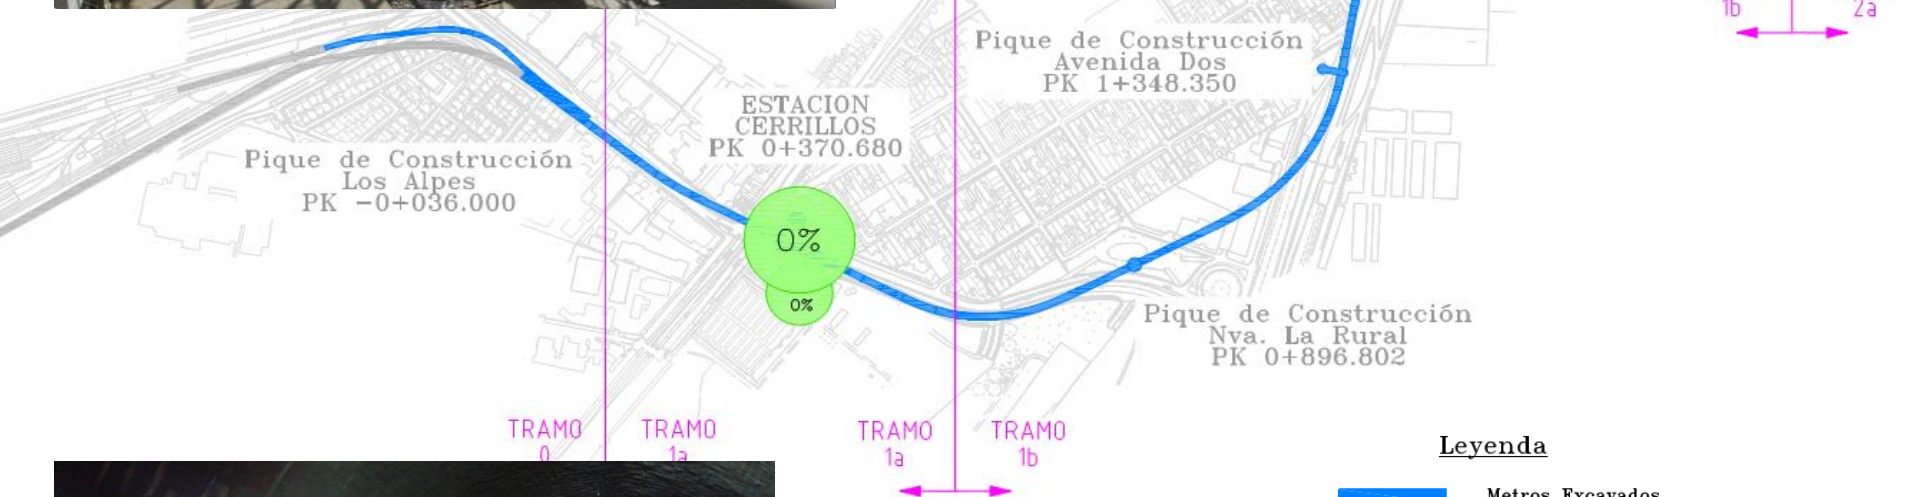 1b
2a
Pique de Construcción
Avenida Dos
PK 1+348.350
ESTACION
CERRILLOS
PK 0+370.680
Pique de Construcción
Los Alpes
PK -0+036.000
0%
0%
Pique de Construcción
Nva. La Rural
PK 0+896.802
TRAMO
0
TRAMO
1a
TRAMO
1a
TRAMO
1b
Leyenda
Metros Excavados